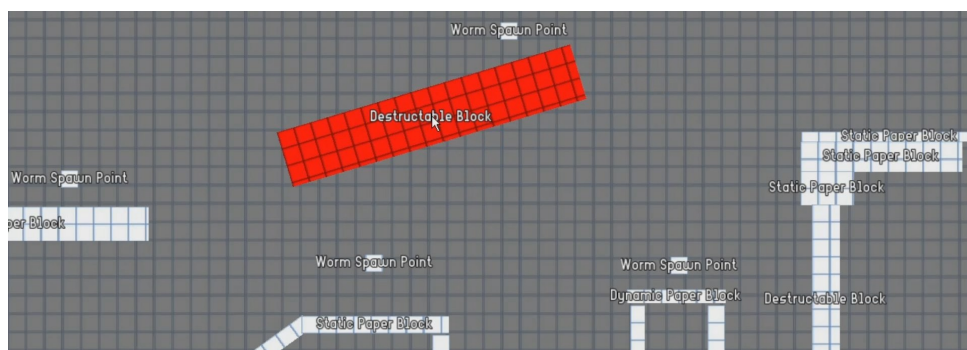 Worm Spawn Point
Destructable Block
Static Paper Block
Static Paper Block
Worm Spawn Point
Static Paper Block
per Block
Worm Spawn Point
Worm Spawn Point
Dynamic Paper Block
Destructable Block
Static Paper Block